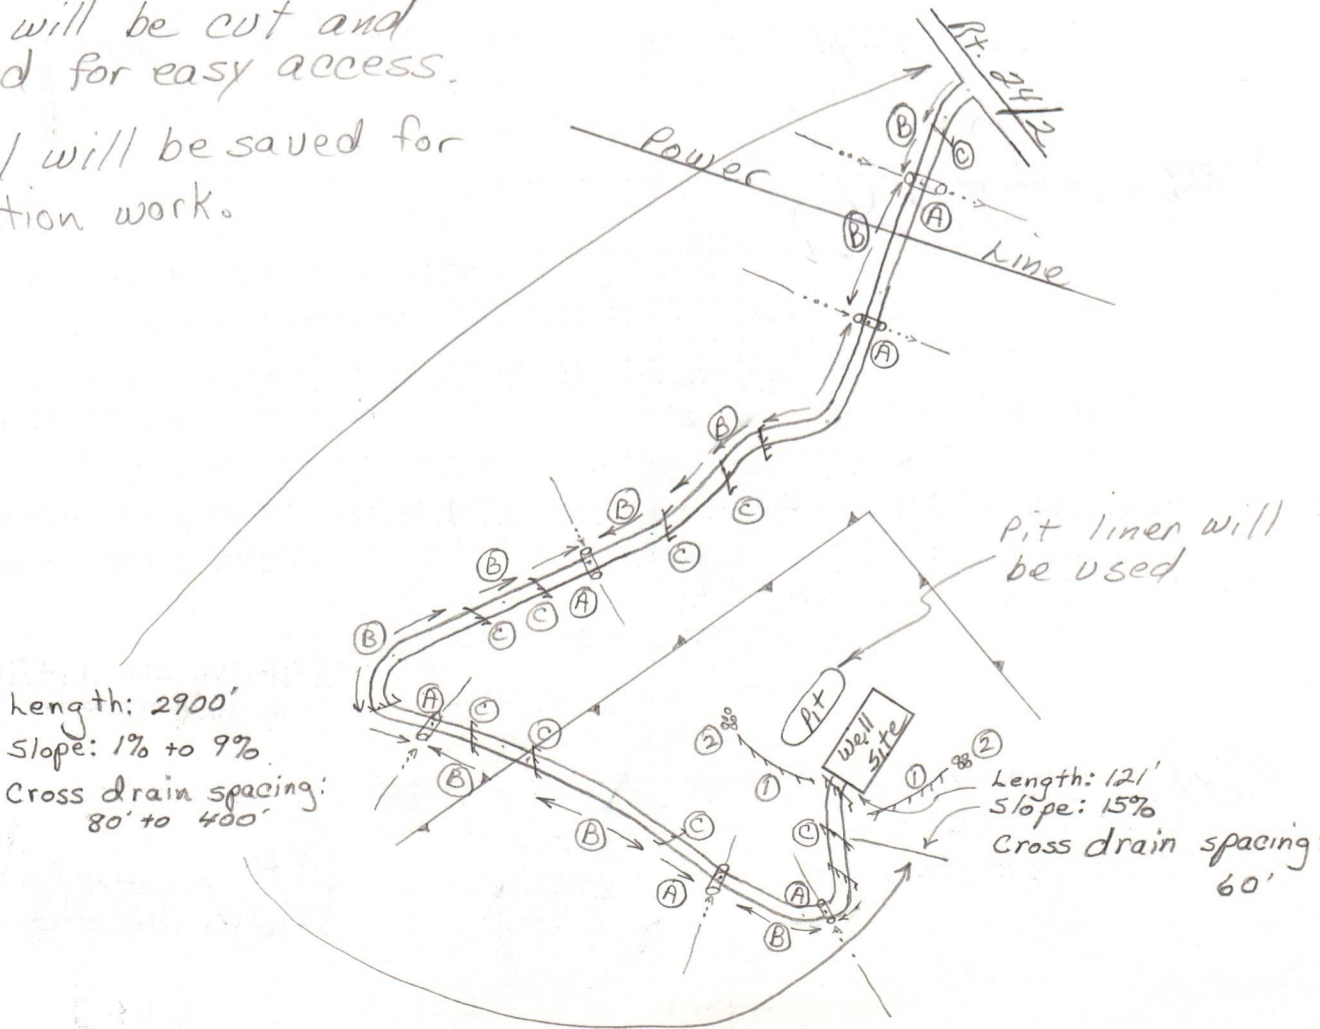 will be cut and
d for easy access.
l will be saved for
tion work.
Rt. 24/2
Power
Line
B
C
A
B
A
B
C
B
C
B
C
C
A
B
Pit liner will
be used
Length: 2900'
Slope: 1% to 9%
Cross drain spacing:
80' to 400'
A
C
C
B
B
C
A
B
A
C
Pit
Well
Site
2
1
1
2
Length: 121'
Slope: 15%
Cross drain spacing
60'